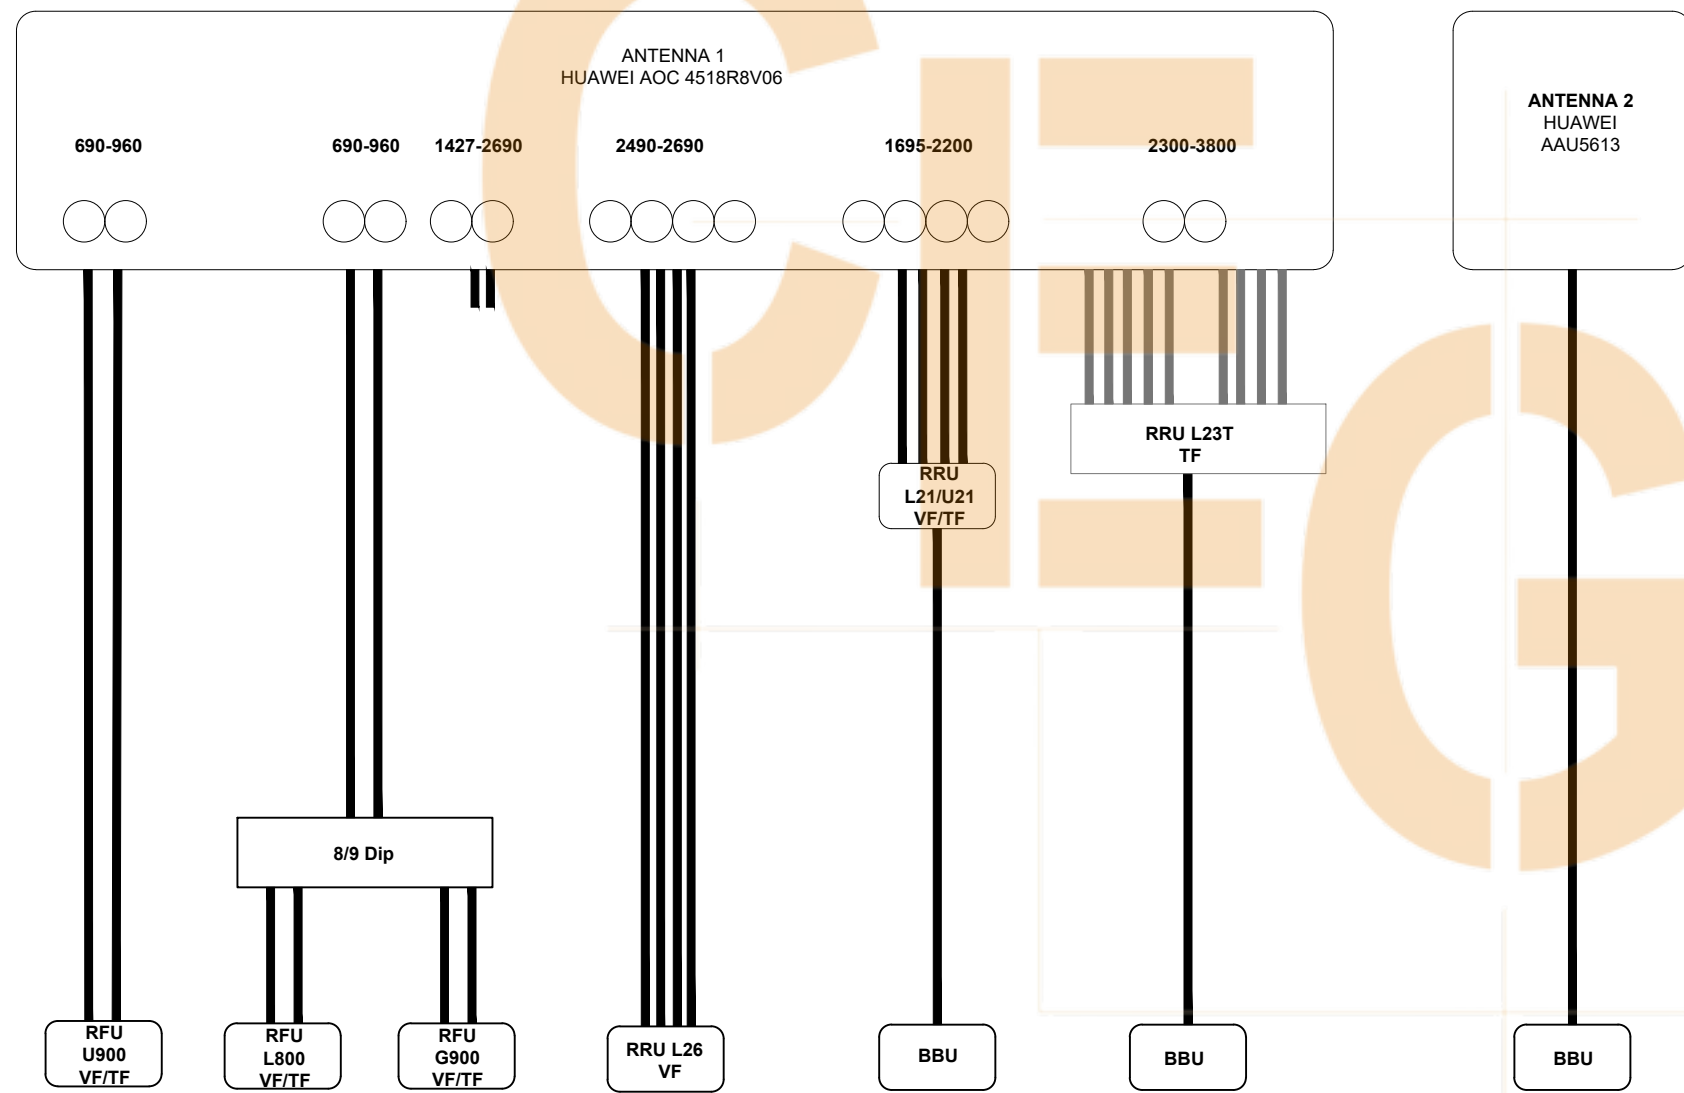 ANTENNA 1
HUAWEI AOC 4518R8V06
690-960
690-960
1427-2690
2490-2690
1695-2200
2300-3800
ANTENNA 2
HUAWEI
AAU5613
RRU L23T
TF
RRU
L21/U21
VF/TF
8/9 Dip
RFU
U900
VF/TF
RFU
L800
VF/TF
RFU
G900
VF/TF
RRU L26
VF
BBU
BBU
BBU
CEG